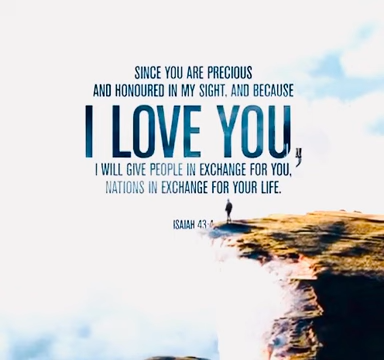 SINCE YOU ARE PRECIOUS
AND HONOURED IN MY SIGHT, AND BECAUSE
I LOVE YOU,
I WILL GIVE PEOPLE IN EXCHANGE FOR YOU,
NATIONS IN EXCHANGE FOR YOUR LIFE.
ISAIAH 43:4